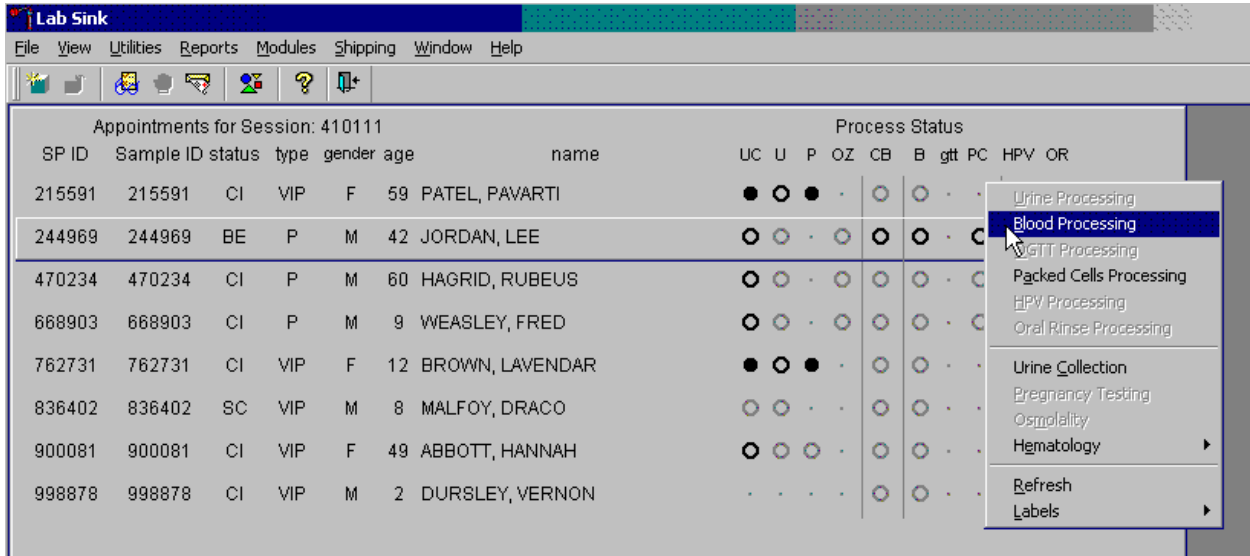 Lab Sink
File View Utilities Reports Modules Shipping Window Help
Appointments for Session: 410111 Process Status
SP ID Sample ID status type gender age name UC U P OZ CB B gtt PC HPV OR
215591 215591 CI VIP F 59 PATEL, PAVARTI
244969 244969 BE P M 42 JORDAN, LEE
470234 470234 CI P M 60 HAGRID, RUBEUS
668903 668903 CI P M 9 WEASLEY, FRED
762731 762731 CI VIP F 12 BROWN, LAVENDAR
836402 836402 SC VIP M 8 MALFOY, DRACO
900081 900081 CI VIP F 49 ABBOTT, HANNAH
998878 998878 CI VIP M 2 DURSLEY, VERNON
Urine Processing
Blood Processing
OGTT Processing
Packed Cells Processing
HPV Processing
Oral Rinse Processing
Urine Collection
Pregnancy Testing
Osmolality
Hematology
Refresh
Labels